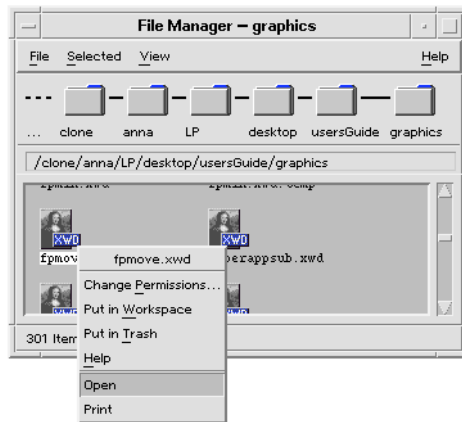 File Manager – graphics
File Selected View Help
... clone anna LP desktop usersGuide graphics
/clone/anna/LP/desktop/usersGuide/graphics
XWD XWD
fpmov erappsub.xwd
fpmove.xwd
Change Permissions...
Put in Workspace
Put in Trash
301 Item
Help
Open
Print